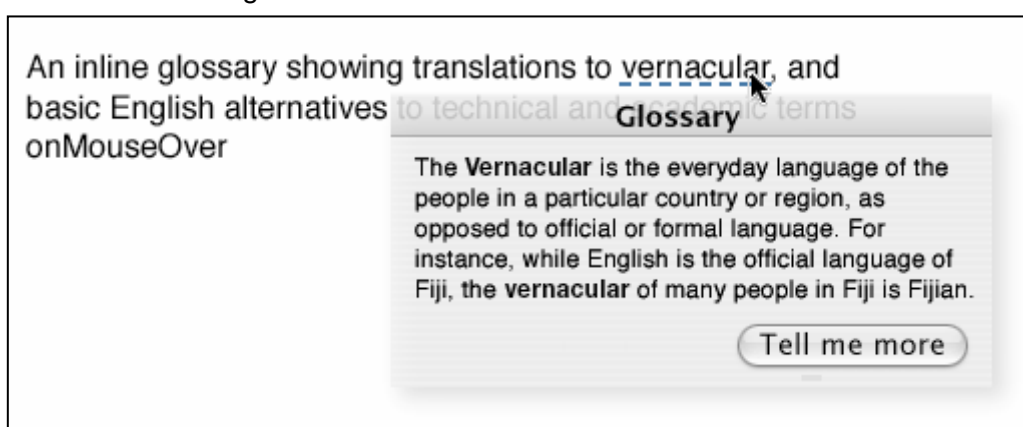 An inline glossary showing translations to vernacular, and
basic English alternatives to technical and academic terms
onMouseOver
Glossary
The Vernacular is the everyday language of the
people in a particular country or region, as
opposed to official or formal language. For
instance, while English is the official language of
Fiji, the vernacular of many people in Fiji is Fijian.
Tell me more